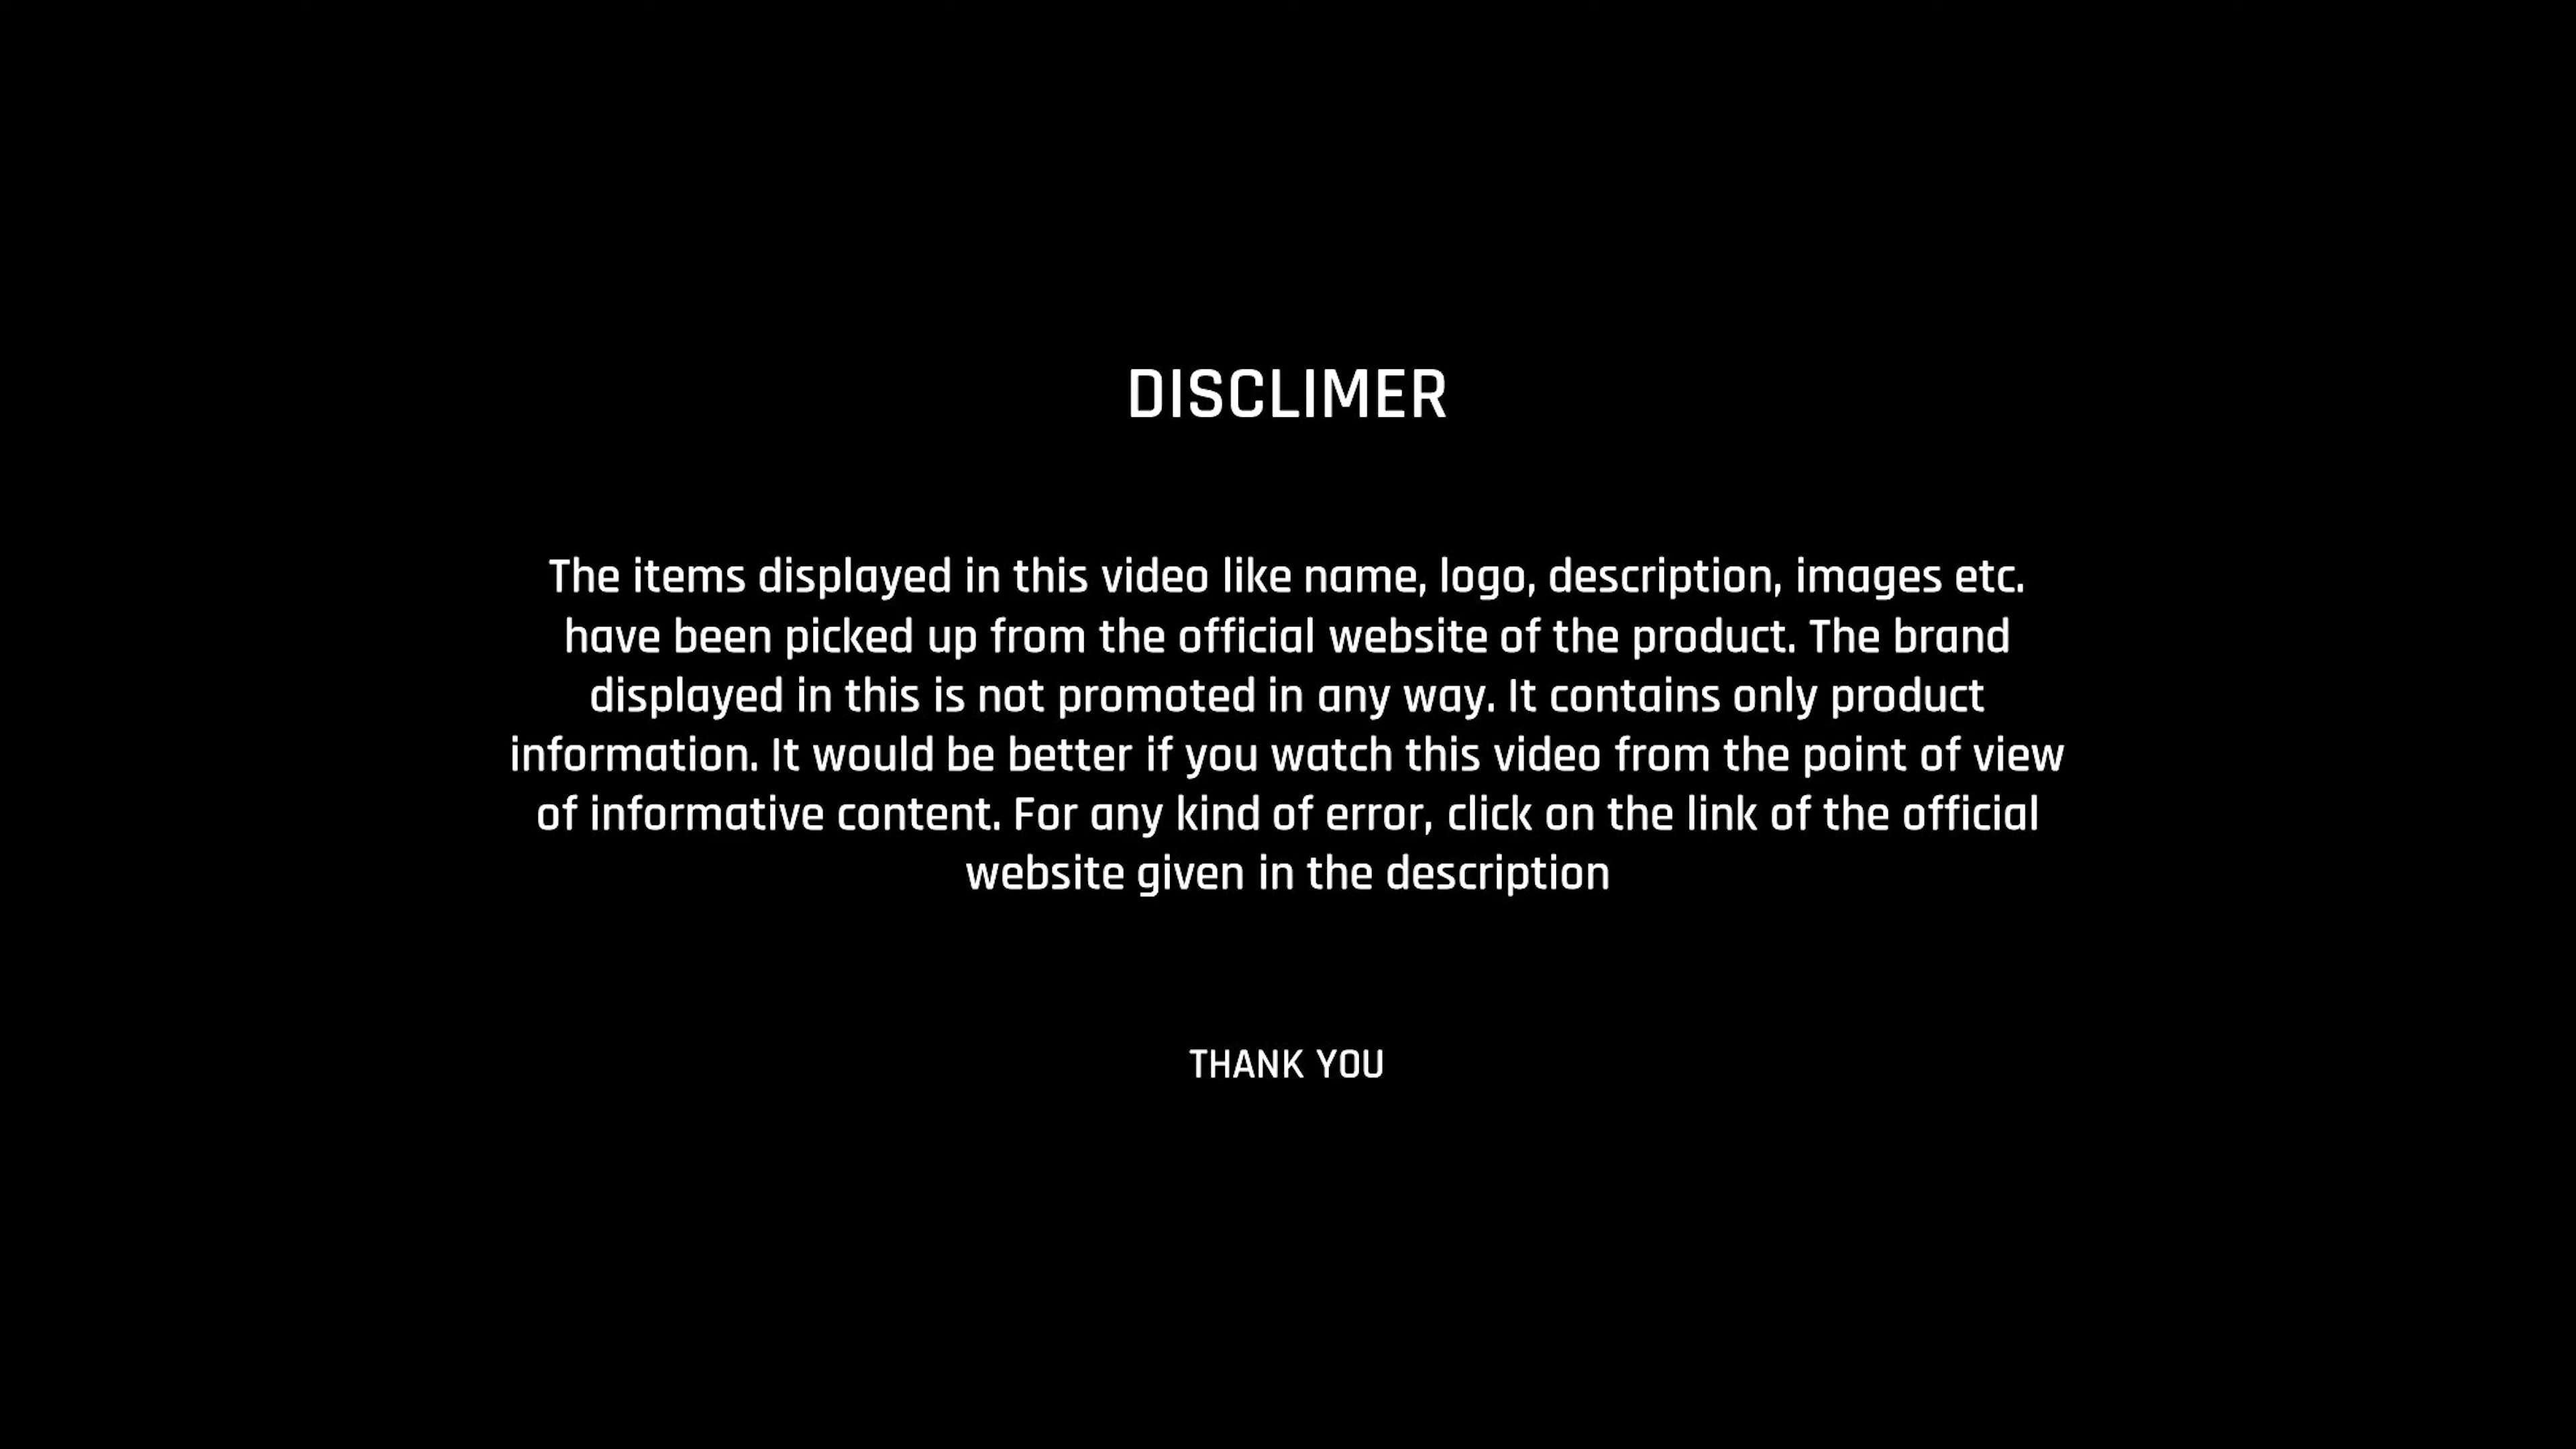 DISCLIMER
The items displayed in this video like name, logo, description, images etc.
have been picked up from the official website of the product. The brand
displayed in this is not promoted in any way. It contains only product
information. It would be better if you watch this video from the point of view
of informative content. For any kind of error, click on the link of the official
website given in the description
THANK YOU